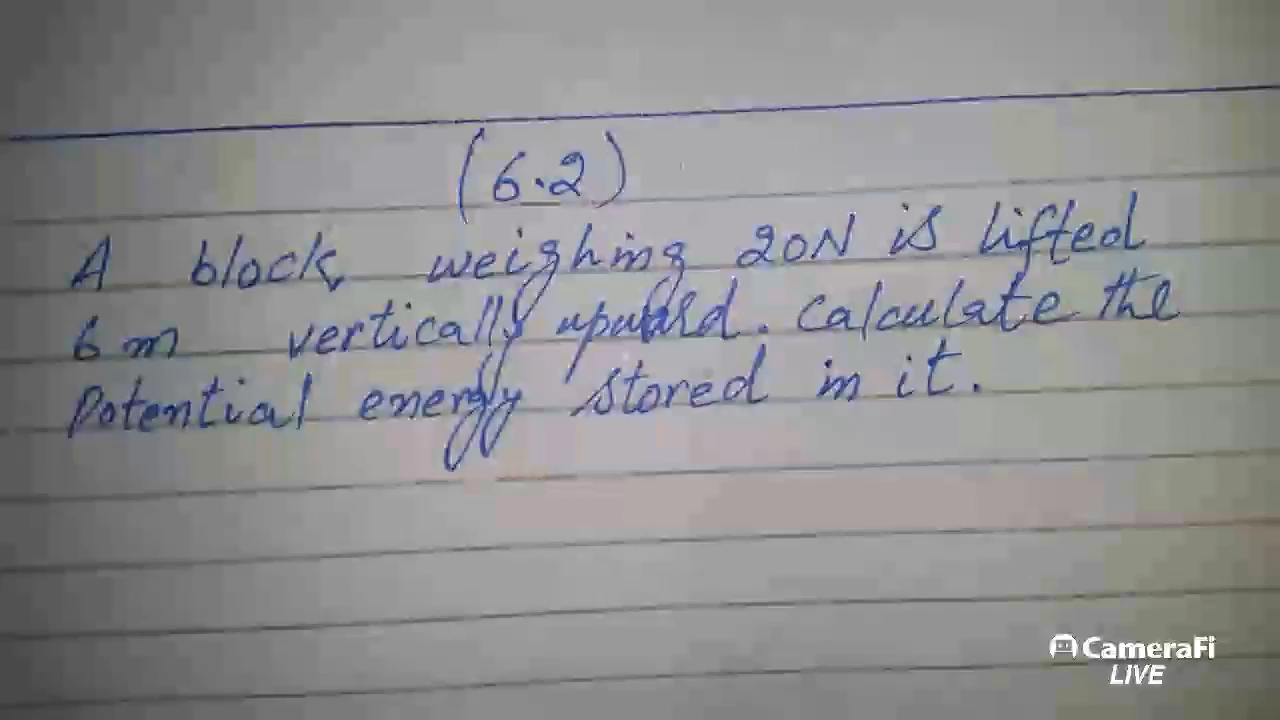 (6.2)
A block weighing 20N is lifted
6 m vertically upward. Calculate the
Potential energy stored in it.
CameraFi
LIVE